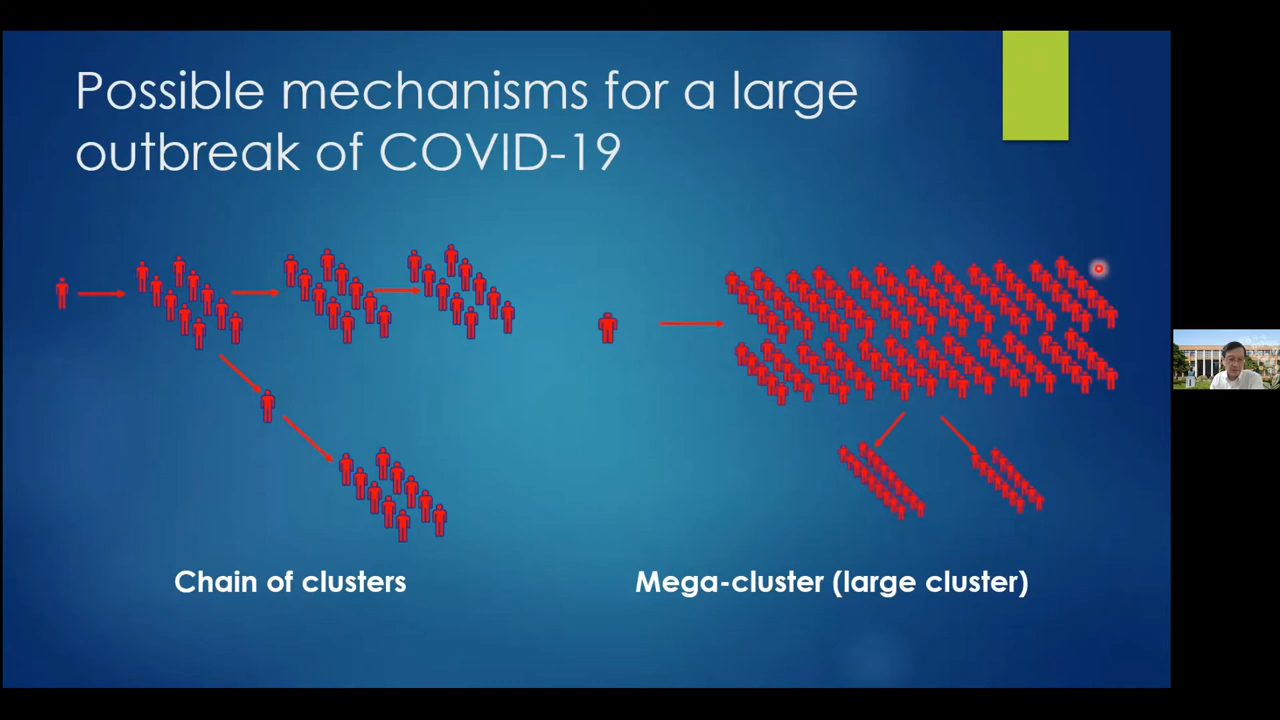 Possible mechanisms for a large
outbreak of COVID-19
Chain of clusters
Mega-cluster (large cluster)